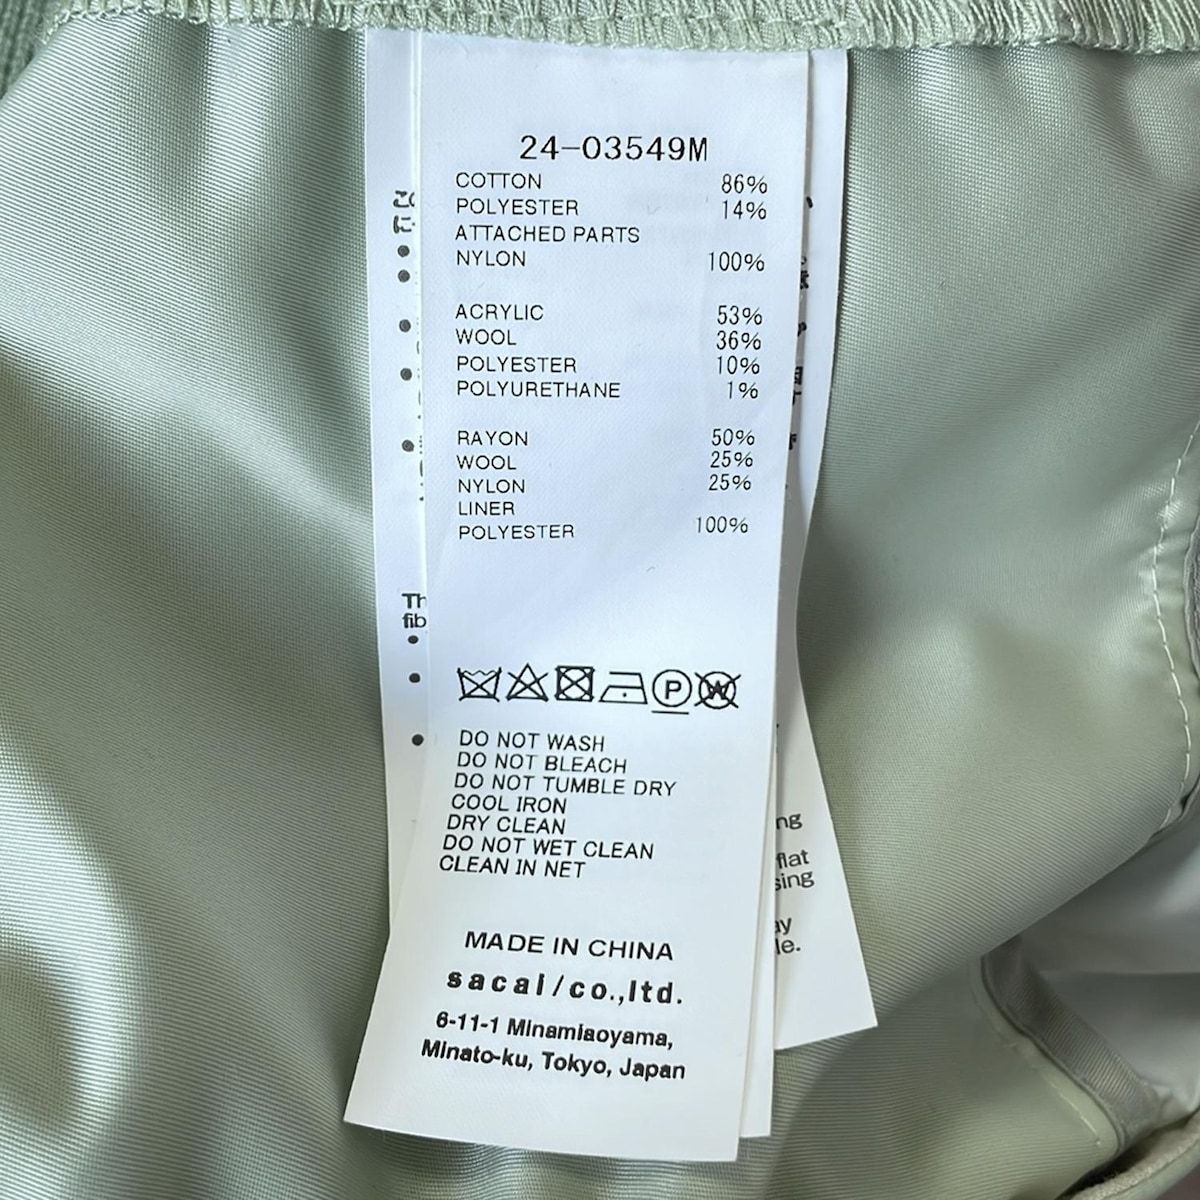 24-03549M
COTTON 86%
POLYESTER 14%
ATTACHED PARTS
NYLON 100%
ACRYLIC 53%
WOOL 36%
POLYESTER 10%
POLYURETHANE 1%
RAYON 50%
WOOL 25%
NYLON 25%
LINER
POLYESTER 100%
P W
DO NOT WASH
DO NOT BLEACH
DO NOT TUMBLE DRY
COOL IRON
DRY CLEAN
DO NOT WET CLEAN
CLEAN IN NET
MADE IN CHINA
sacai/co.,ltd.
6-11-1 Minamiaoyama,
Minato-ku, Tokyo, Japan